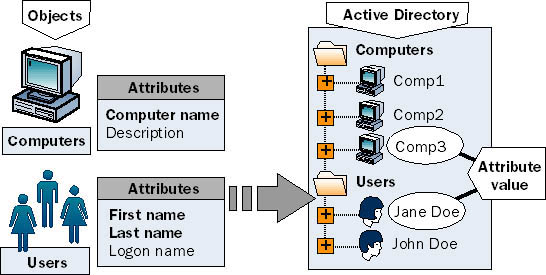 Objects
Computers
Attributes
Computer name
Description
Users
Attributes
First name
Last name
Logon name
Active Directory
Computers
Comp1
Comp2
Comp3
Users
Jane Doe
John Doe
Attribute
value